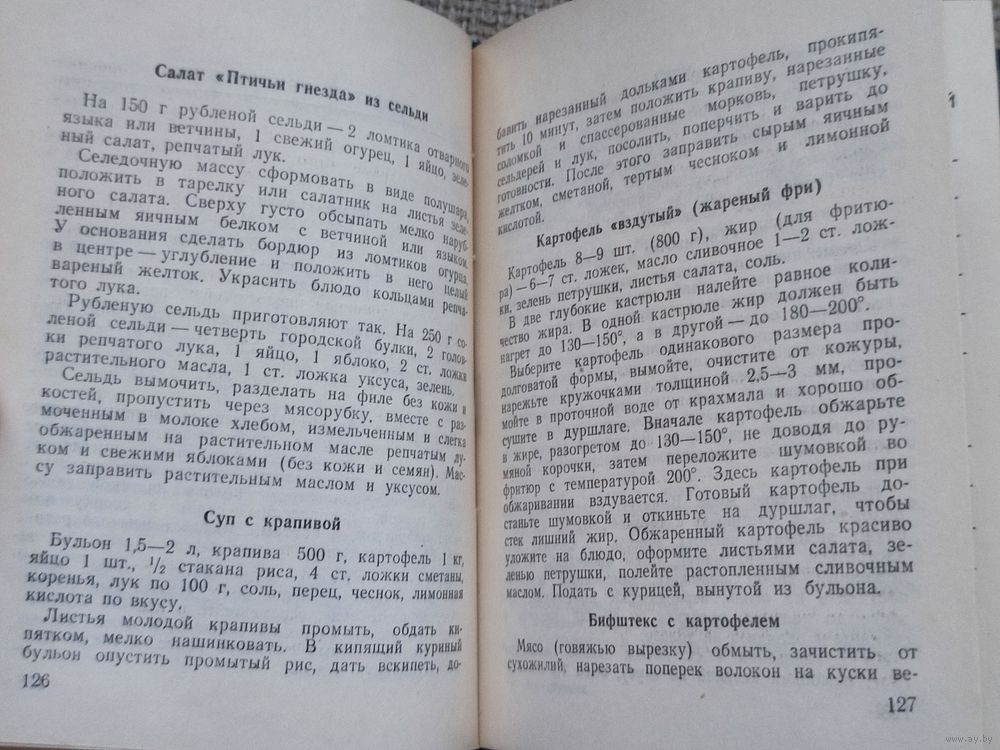 Салат «Птичьи гнезда» из сельди
На 150 г рубленой сельди — 2 ломтика отварного
языка или ветчины, 1 свежий огурец, 1 яйцо, зеле-
ный салат, репчатый лук.
Селедочную массу сформовать в виде полушара,
положить в тарелку или салатник на листья зеле-
ного салата. Сверху густо обсыпать мелко наруб-
ленным яичным белком с ветчиной или языком.
У основания сделать бордюр из ломтиков огурца,
в центре — углубление и положить в него целый
вареный желток. Украсить блюдо кольцами репча-
того лука.
Рубленую сельдь приготовляют так. На 250 г со-
леной сельди — четверть городской булки, 2 голов-
ки репчатого лука, 1 яйцо, 1 яблоко, 2 ст. ложки
растительного масла, 1 ст. ложка уксуса, зелень.
Сельдь вымочить, разделать на филе без кожи и
костей, пропустить через мясорубку. вместе с раз-
моченным в молоке хлебом, измельченным и слегка
обжаренным на растительном масле репчатым лу-
ком и свежими яблоками (без кожи и семян). Мас-
су заправить растительным маслом и уксусом.
Суп с крапивой
Бульон 1,5—2 л, крапива 500 г, картофель 1 кг,
яйцо 1 шт., 1/2 стакана риса, 4 ст. ложки сметаны,
коренья, лук по 100 г, соль, перец, чеснок, лимонная
кислота по вкусу.
Листья молодой крапивы промыть, обдать ки-
пятком, мелко нашинковать. В кипящий куриный
бульон опустить промытый рис, дать вскипеть, до-
126
бавить нарезанный дольками картофель, прокипя-
тить 10 минут, затем положить крапиву, нарезанные
соломкой и спассерованные морковь, петрушку,
сельдерей и лук, посолить, поперчить и варить до
готовности. После этого заправить сырым яичным
желтком, сметаной, тертым чесноком и лимонной
кислотой.
Картофель «вздутый» (жареный фри)
Картофель 8—9 шт. (800 г), жир (для фритю-
ра) — 6—7 ст. ложек, масло сливочное 1—2 ст. лож-
ки, зелень петрушки, листья салата, соль.
В две глубокие кастрюли налейте равное коли-
чество жира. В одной кастрюле жир должен быть
нагрет до 130—150°, а в другой — до 180—200°.
Выберите картофель одинакового размера про-
долговатой формы, вымойте, очистите от кожуры,
нарежьте кружочками толщиной 2,5—3 мм, про-
мойте в проточной воде от крахмала и хорошо об-
сушите в дуршлаге. Вначале картофель обжарьте
в жире, разогретом до 130—150°, не доводя до ру-
мяной корочки, затем переложите шумовкой во
фритюр с температурой 200°. Здесь картофель при
обжаривании вздувается. Готовый картофель до-
станьте шумовкой и откиньте на дуршлаг, чтобы
стек лишний жир. Обжаренный картофель красиво
уложите на блюдо, оформите листьями салата, зе-
ленью петрушки, полейте растопленным сливочным
маслом. Подать с курицей, вынутой из бульона.
Бифштекс с картофелем
Мясо (говяжью вырезку) обмыть, зачистить от
сухожилий, нарезать поперек волокон на куски ве-
127
www.ay.by